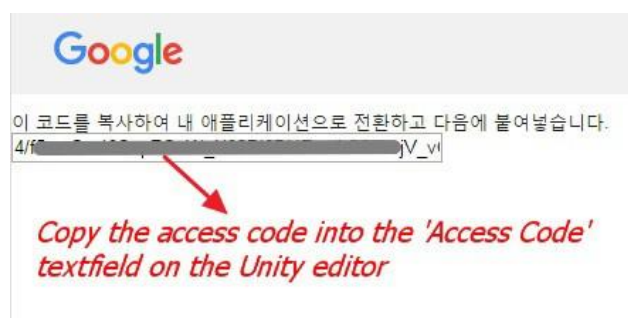 Google
이 코드를 복사하여 내 애플리케이션으로 전환하고 다음에 붙여넣습니다.
4/f
jV_v
Copy the access code into the 'Access Code'
textfield on the Unity editor